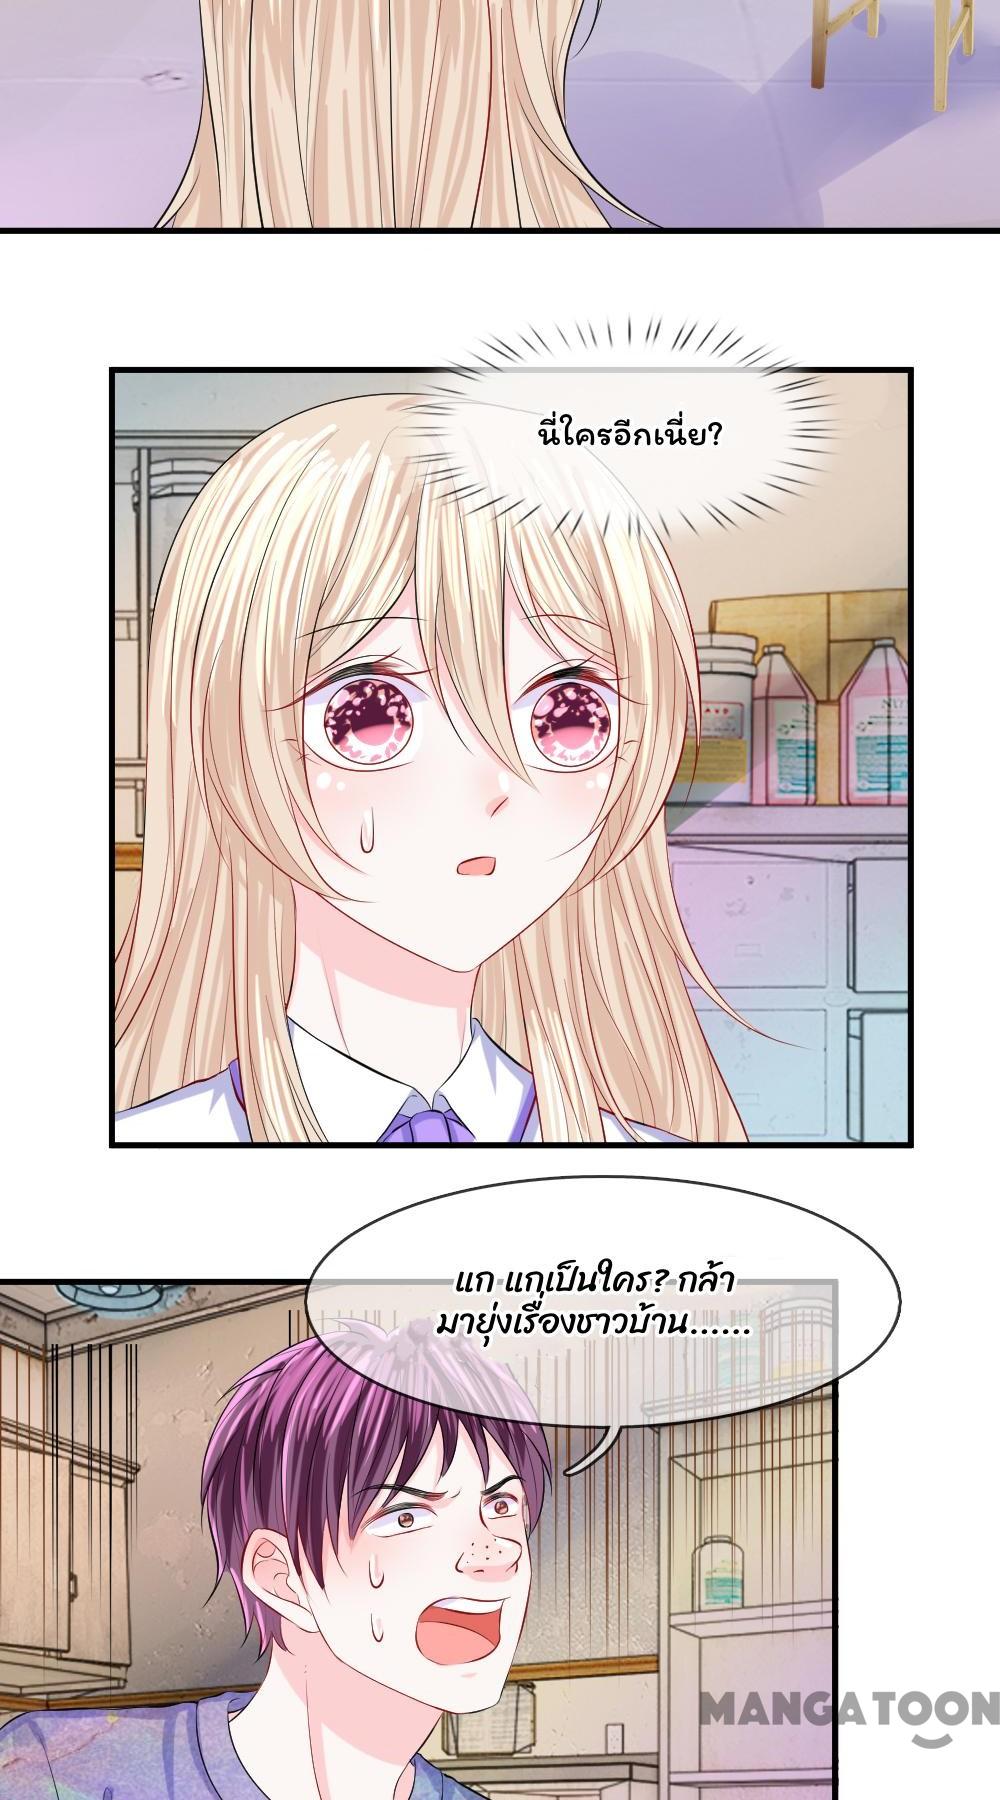 นี่ใครอีกเนี่ย?
แก แกเป็นใคร? กล้า
มายุ่งเรื่องชาวบ้าน......
MANGATOON